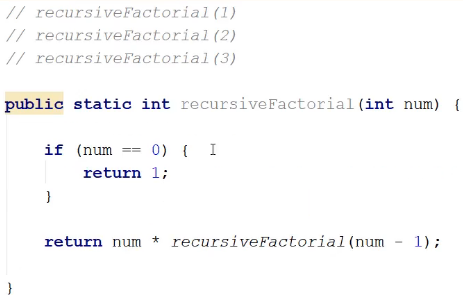 // recursiveFactorial(1)
// recursiveFactorial(2)
// recursiveFactorial(3)
public static int recursiveFactorial(int num) {
if (num == 0) {
return 1;
}
return num * recursiveFactorial(num - 1);
}